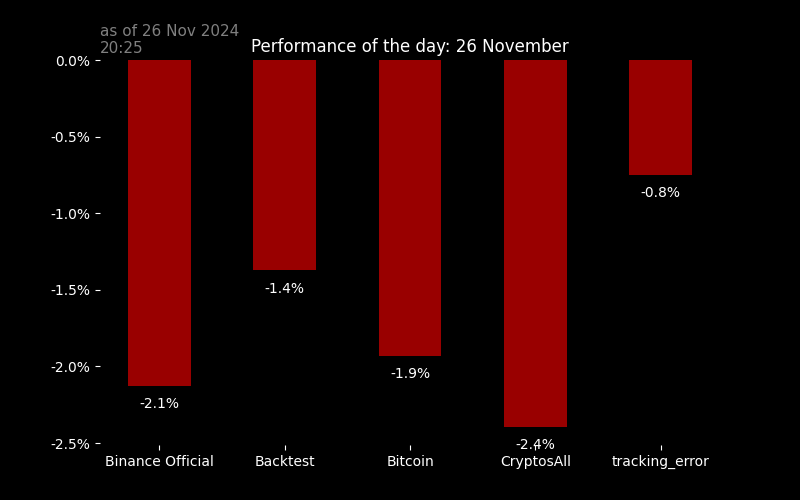 as of 26 Nov 2024
20:25
Performance of the day: 26 November
0.0%
-0.5%
-1.0%
-1.5%
-2.0%
-2.5%
-2.1%
-1.4%
-1.9%
-2.4%
-0.8%
Binance Official
Backtest
Bitcoin
CryptosAll
tracking_error